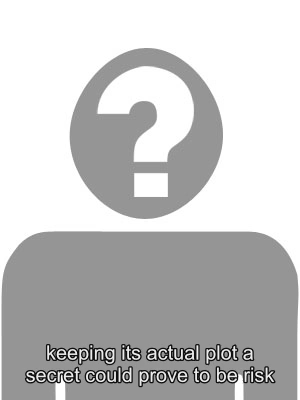 ?
keeping its actual plot a
secret could prove to be risk